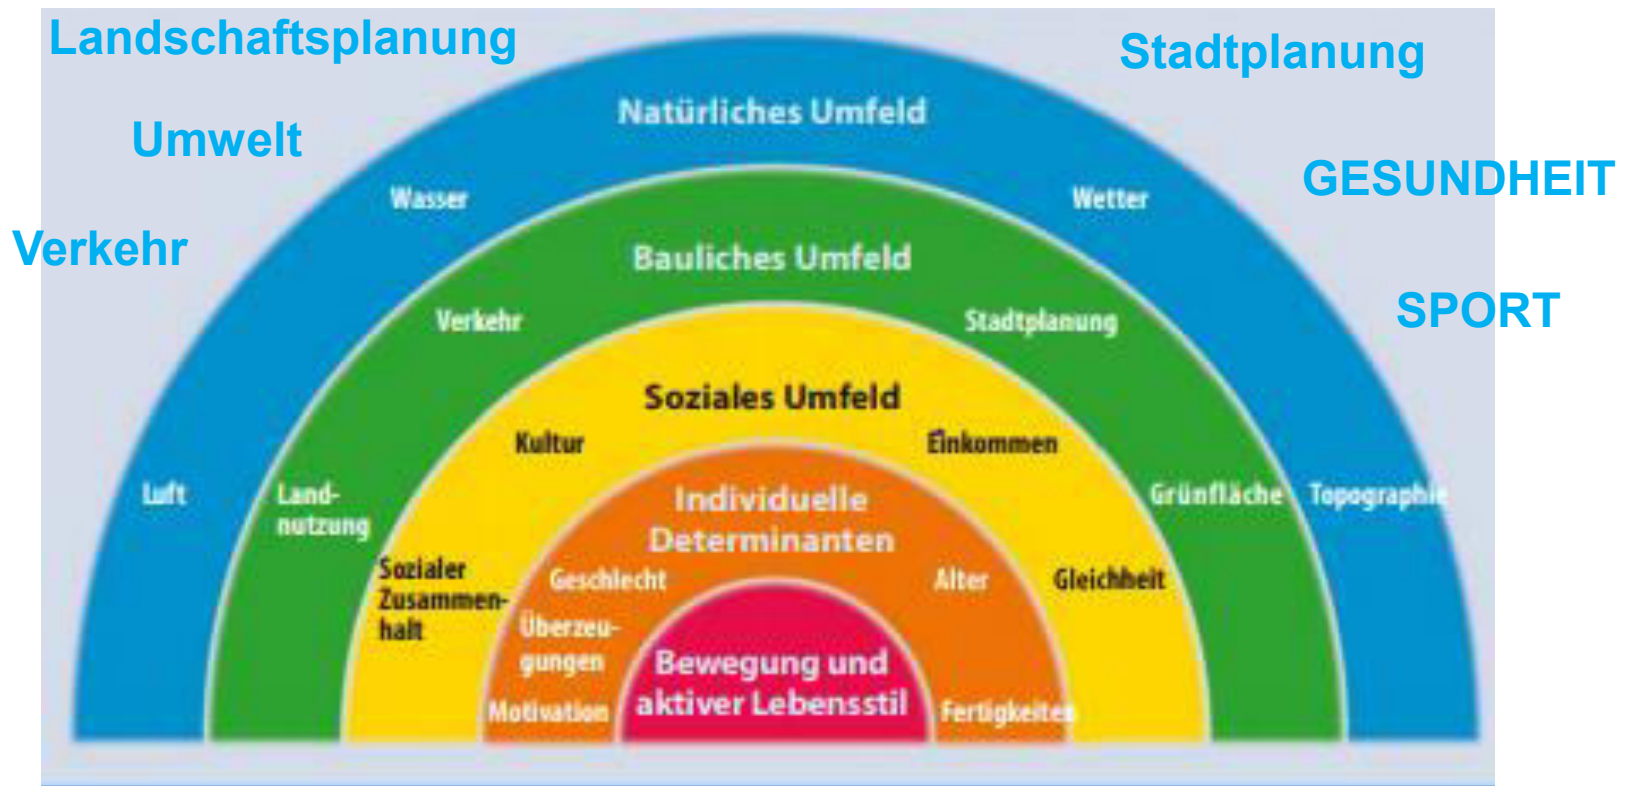 Landschaftsplanung
Stadtplanung
Umwelt
GESUNDHEIT
Verkehr
SPORT
Natürliches Umfeld
Wasser
Wetter
Luft
Topographie
Bauliches Umfeld
Verkehr
Stadtplanung
Land-
nutzung
Grünfläche
Soziales Umfeld
Kultur
Einkommen
Sozialer
Zusammen-
halt
Gleichheit
Individuelle
Determinanten
Geschlecht
Alter
Überzeu-
gungen
Motivation
Fertigkeiten
Bewegung und
aktiver Lebensstil